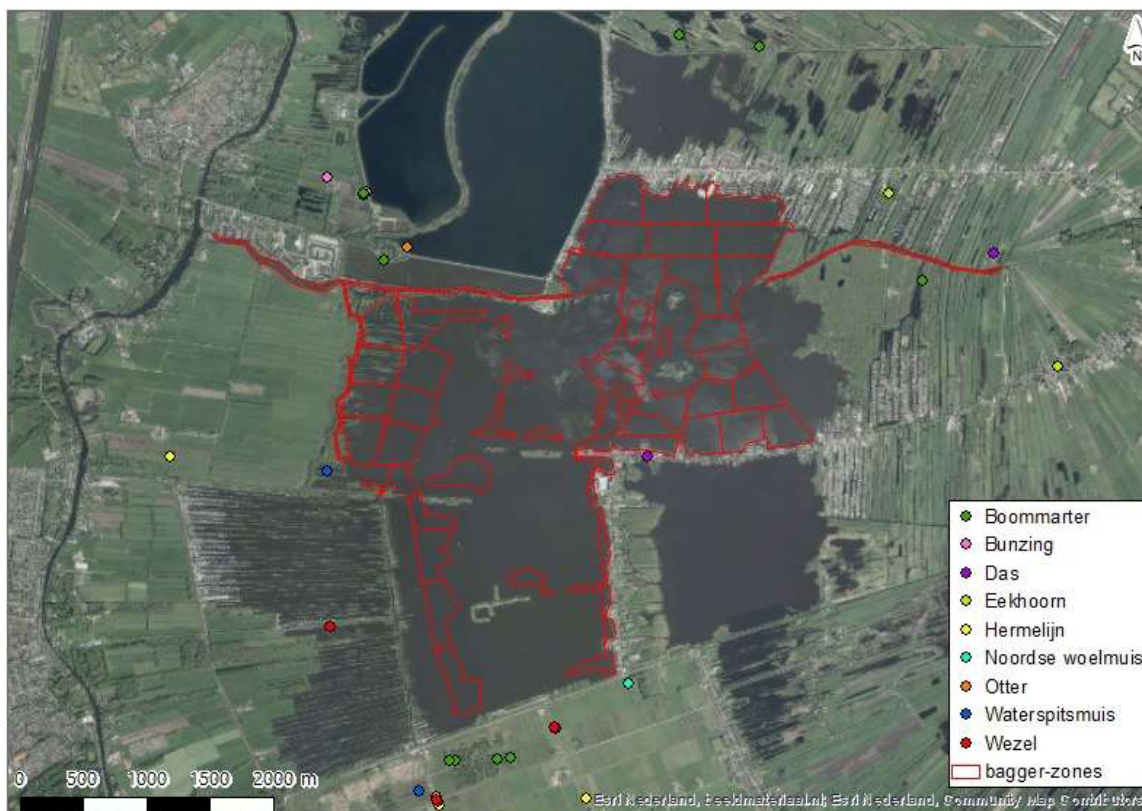 N
Boommarter
Bunzing
Das
Eekhoorn
Hermelijn
Noordse woelmuis
Otter
Waterspitsmuis
Wezel
bagger-zones
0 500 1000 1500 2000 m
Esri Nederland, beeldmateriaal.nl; Esri Nederland, Community Map Contributors